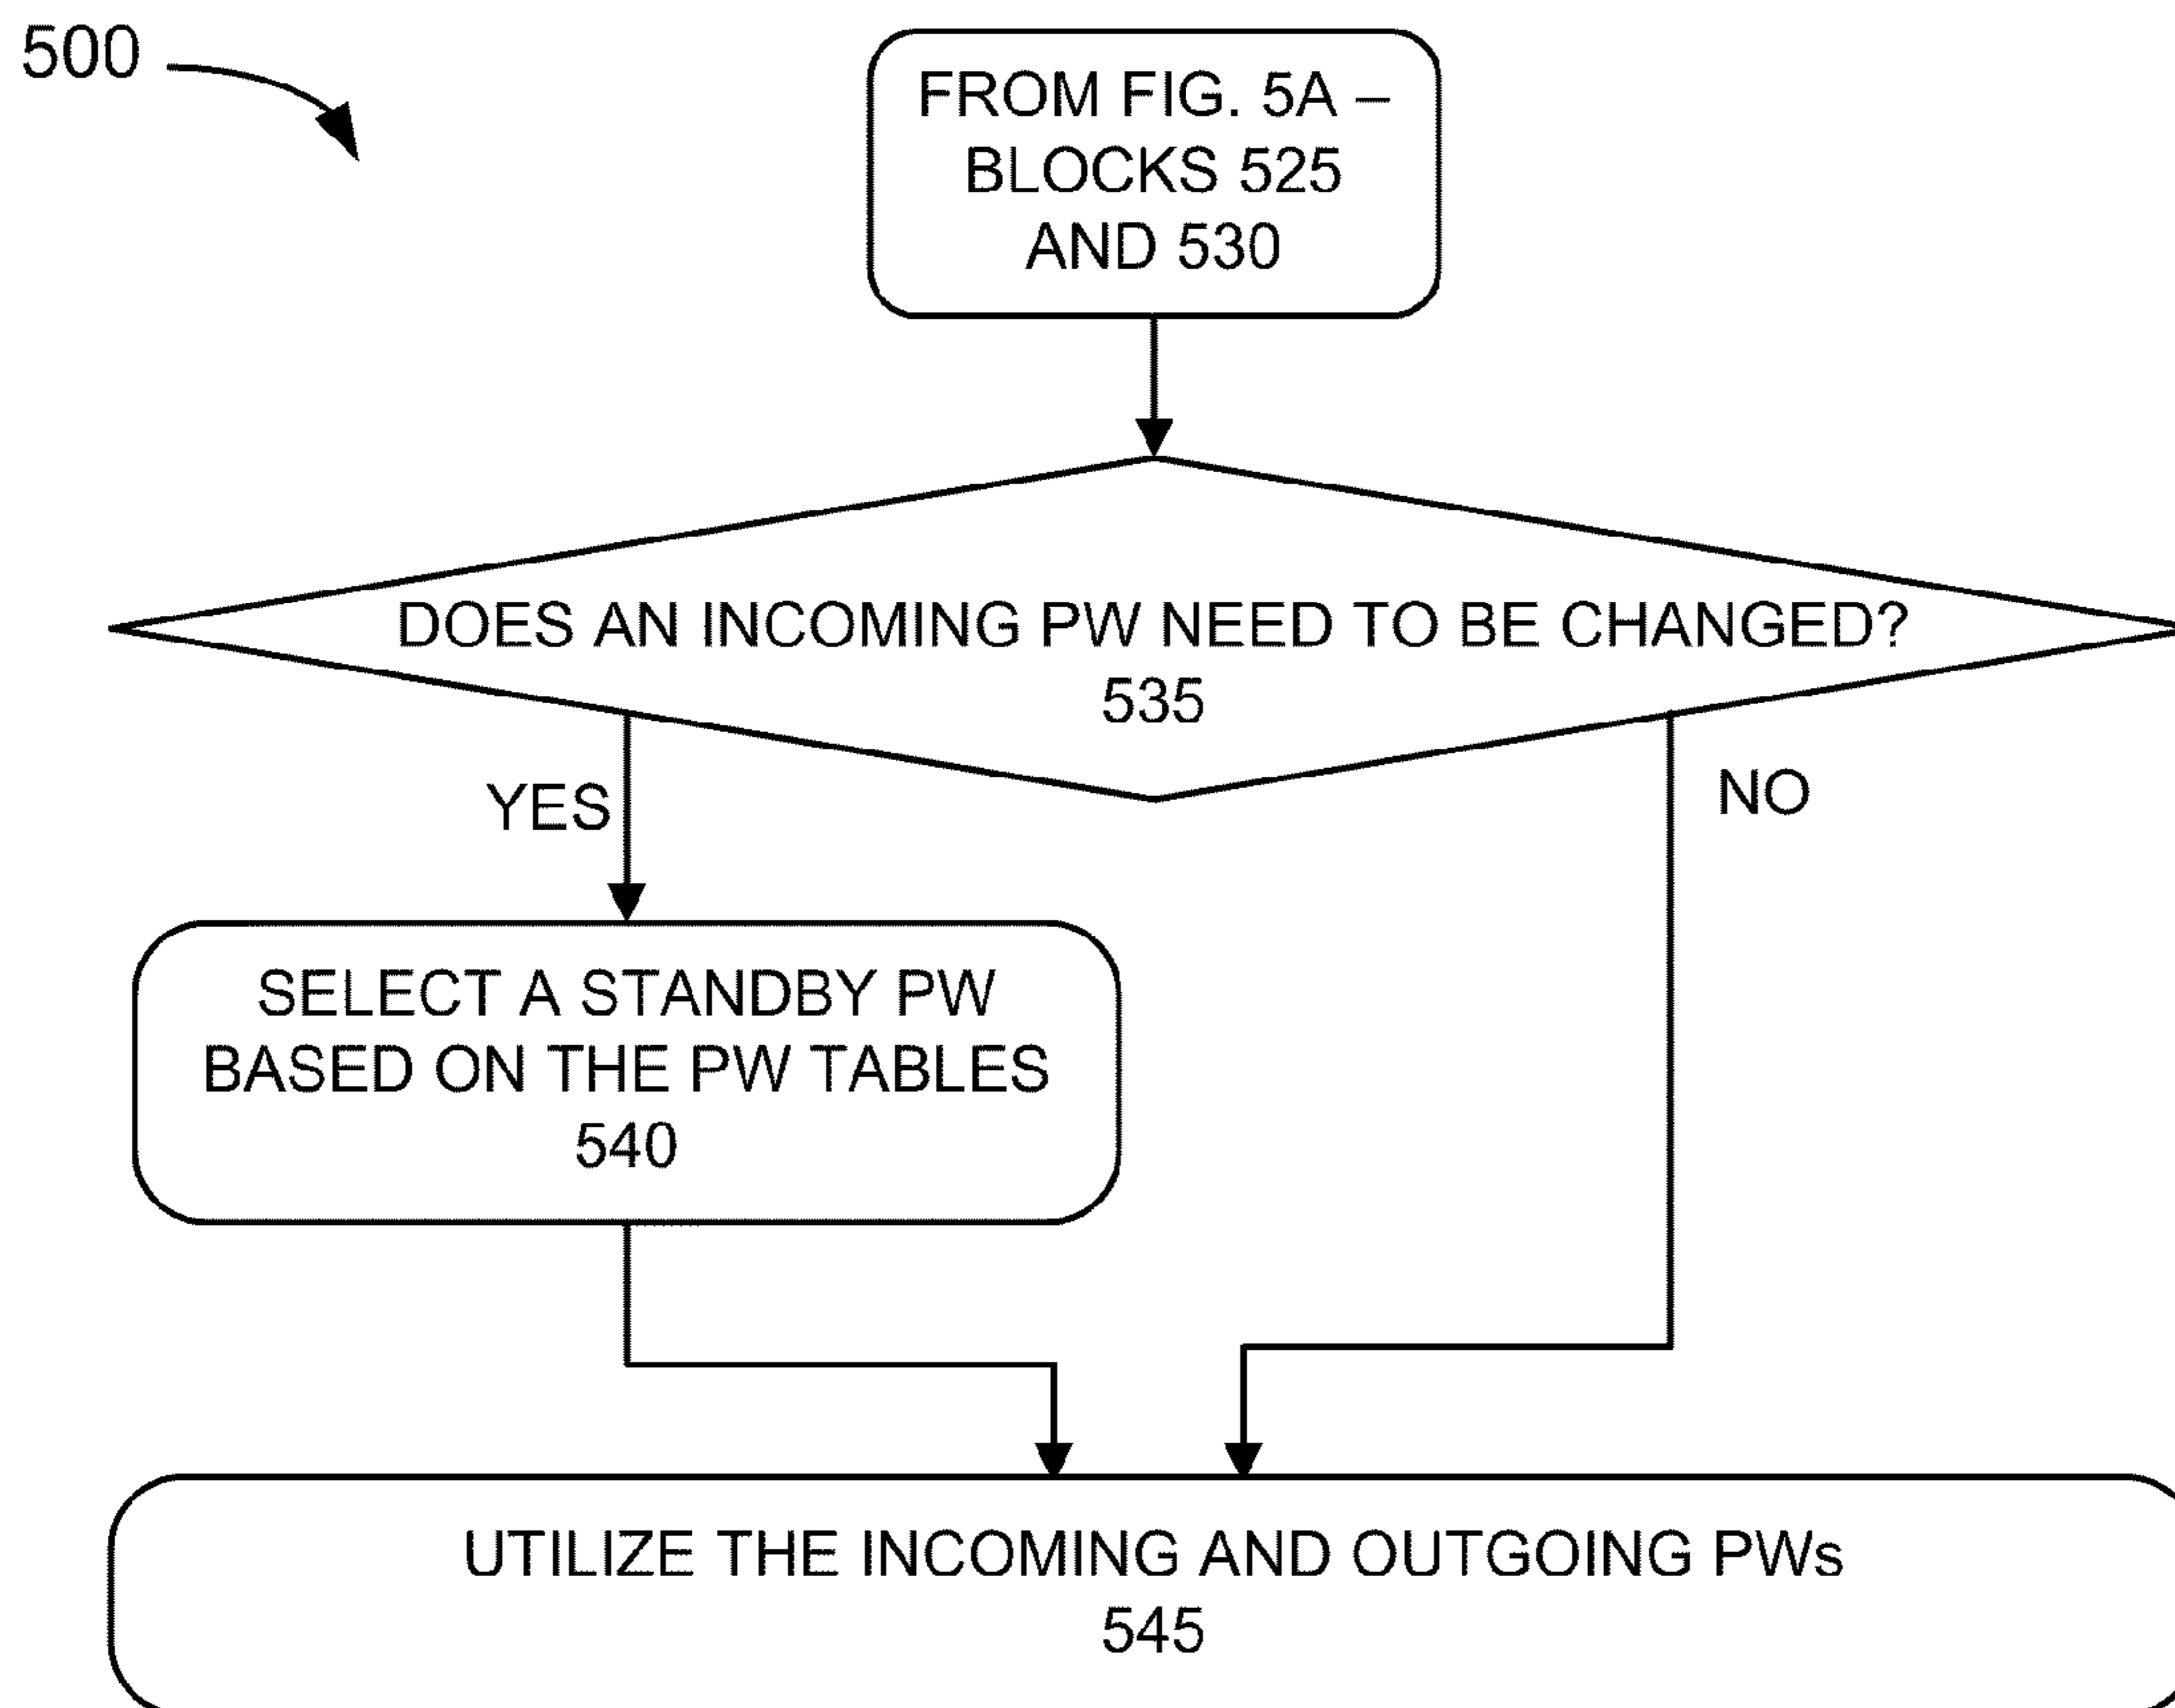 500
FROM FIG. 5A –
BLOCKS 525
AND 530
DOES AN INCOMING PW NEED TO BE CHANGED?
535
YES
NO
SELECT A STANDBY PW
BASED ON THE PW TABLES
540
UTILIZE THE INCOMING AND OUTGOING PWs
545